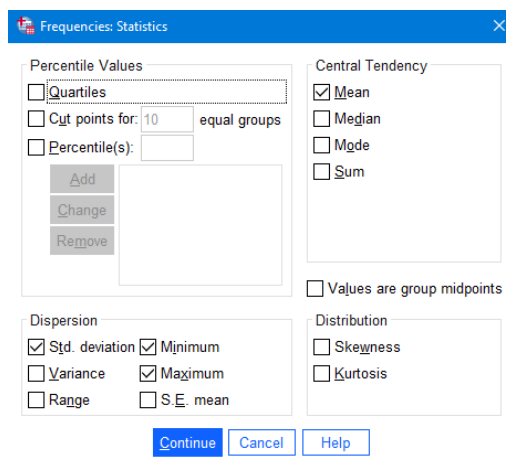 Frequencies: Statistics
Percentile Values
Quartiles
Cut points for: 10 equal groups
Percentile(s):
Add
Change
Remove
Central Tendency
Mean
Median
Mode
Sum
Values are group midpoints
Dispersion
Std. deviation Minimum
Variance Maximum
Range S.E. mean
Distribution
Skewness
Kurtosis
Continue Cancel Help